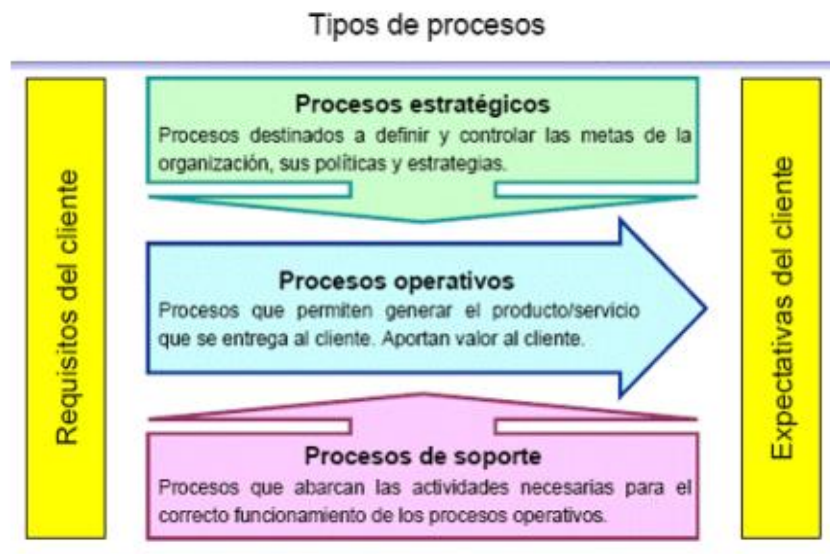 Tipos de procesos
Requisitos del cliente
Procesos estratégicos
Procesos destinados a definir y controlar las metas de la
organización, sus políticas y estrategias.
Procesos operativos
Procesos que permiten generar el producto/servicio
que se entrega al cliente. Aportan valor al cliente.
Procesos de soporte
Procesos que abarcan las actividades necesarias para el
correcto funcionamiento de los procesos operativos.
Expectativas del cliente